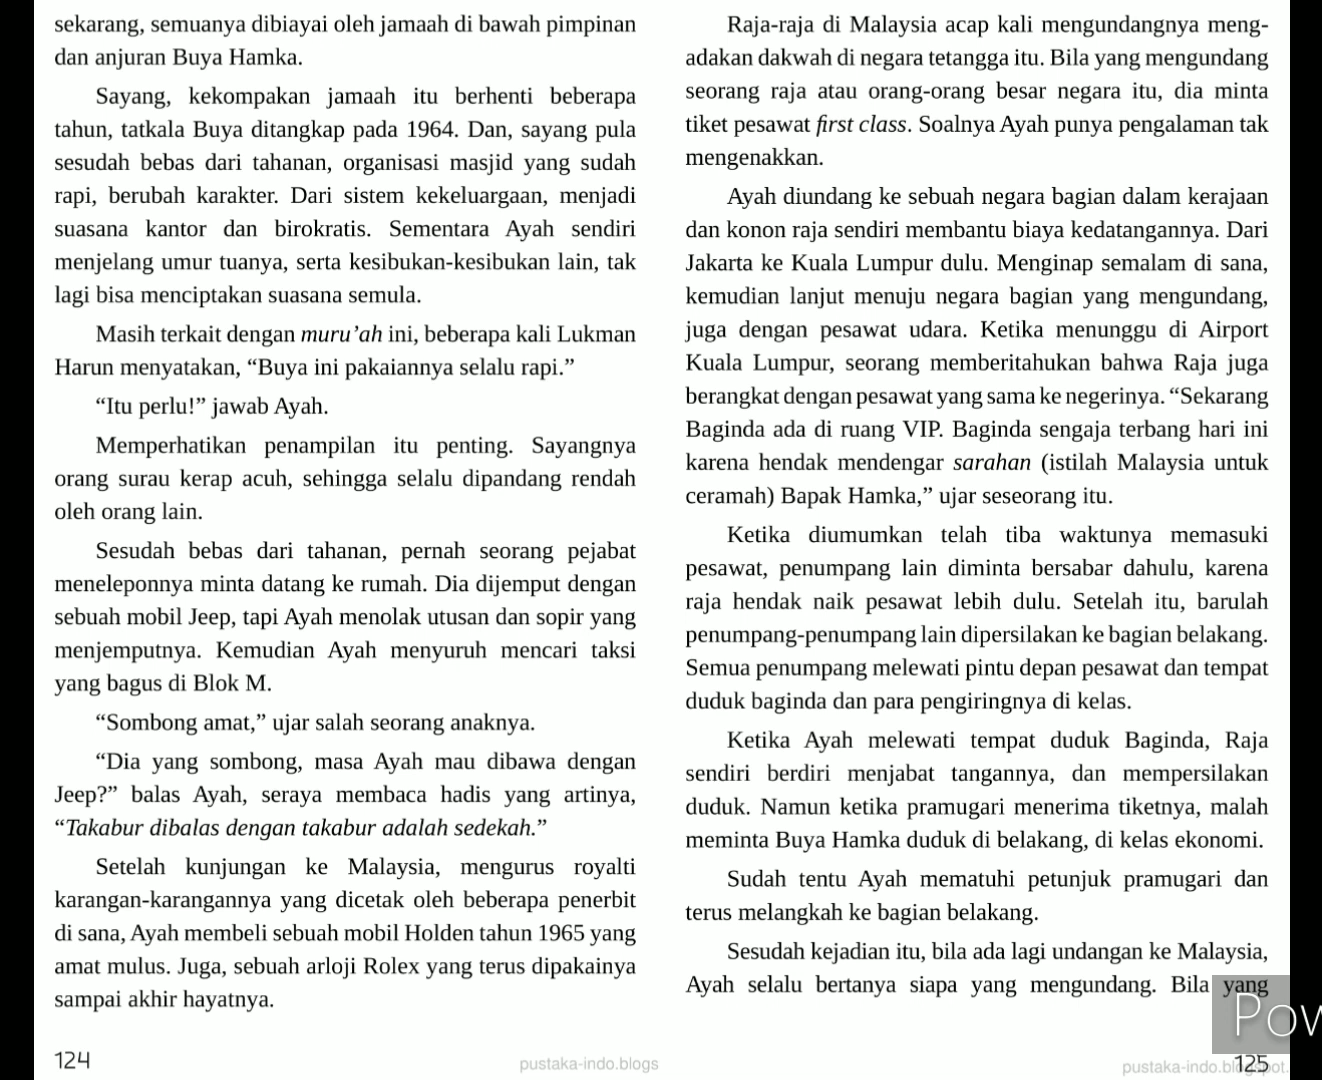 sekarang, semuanya dibiayai oleh jamaah di bawah pimpinan
dan anjuran Buya Hamka.
Sayang, kekompakan jamaah itu berhenti beberapa
tahun, tatkala Buya ditangkap pada 1964. Dan, sayang pula
sesudah bebas dari tahanan, organisasi masjid yang sudah
rapi, berubah karakter. Dari sistem kekeluargaan, menjadi
suasana kantor dan birokratis. Sementara Ayah sendiri
menjelang umur tuanya, serta kesibukan-kesibukan lain, tak
lagi bisa menciptakan suasana semula.
Masih terkait dengan muru’ah ini, beberapa kali Lukman
Harun menyatakan, “Buya ini pakaiannya selalu rapi.”
“Itu perlu!” jawab Ayah.
Memperhatikan penampilan itu penting. Sayangnya
orang surau kerap acuh, sehingga selalu dipandang rendah
oleh orang lain.
Sesudah bebas dari tahanan, pernah seorang pejabat
meneleponnya minta datang ke rumah. Dia dijemput dengan
sebuah mobil Jeep, tapi Ayah menolak utusan dan sopir yang
menjemputnya. Kemudian Ayah menyuruh mencari taksi
yang bagus di Blok M.
“Sombong amat,” ujar salah seorang anaknya.
“Dia yang sombong, masa Ayah mau dibawa dengan
Jeep?” balas Ayah, seraya membaca hadis yang artinya,
“Takabur dibalas dengan takabur adalah sedekah.”
Setelah kunjungan ke Malaysia, mengurus royalti
karangan-karangannya yang dicetak oleh beberapa penerbit
di sana, Ayah membeli sebuah mobil Holden tahun 1965 yang
amat mulus. Juga, sebuah arloji Rolex yang terus dipakainya
sampai akhir hayatnya.
124
pustaka-indo.blogs
Raja-raja di Malaysia acap kali mengundangnya meng-
adakan dakwah di negara tetangga itu. Bila yang mengundang
seorang raja atau orang-orang besar negara itu, dia minta
tiket pesawat first class. Soalnya Ayah punya pengalaman tak
mengenakkan.
Ayah diundang ke sebuah negara bagian dalam kerajaan
dan konon raja sendiri membantu biaya kedatangannya. Dari
Jakarta ke Kuala Lumpur dulu. Menginap semalam di sana,
kemudian lanjut menuju negara bagian yang mengundang,
juga dengan pesawat udara. Ketika menunggu di Airport
Kuala Lumpur, seorang memberitahukan bahwa Raja juga
berangkat dengan pesawat yang sama ke negerinya. “Sekarang
Baginda ada di ruang VIP. Baginda sengaja terbang hari ini
karena hendak mendengar sarahan (istilah Malaysia untuk
ceramah) Bapak Hamka,” ujar seseorang itu.
Ketika diumumkan telah tiba waktunya memasuki
pesawat, penumpang lain diminta bersabar dahulu, karena
raja hendak naik pesawat lebih dulu. Setelah itu, barulah
penumpang-penumpang lain dipersilakan ke bagian belakang.
Semua penumpang melewati pintu depan pesawat dan tempat
duduk baginda dan para pengiringnya di kelas.
Ketika Ayah melewati tempat duduk Baginda, Raja
sendiri berdiri menjabat tangannya, dan mempersilakan
duduk. Namun ketika pramugari menerima tiketnya, malah
meminta Buya Hamka duduk di belakang, di kelas ekonomi.
Sudah tentu Ayah mematuhi petunjuk pramugari dan
terus melangkah ke bagian belakang.
Sesudah kejadian itu, bila ada lagi undangan ke Malaysia,
Ayah selalu bertanya siapa yang mengundang. Bila yang
Pow
pustaka-indo.blogspot.
125